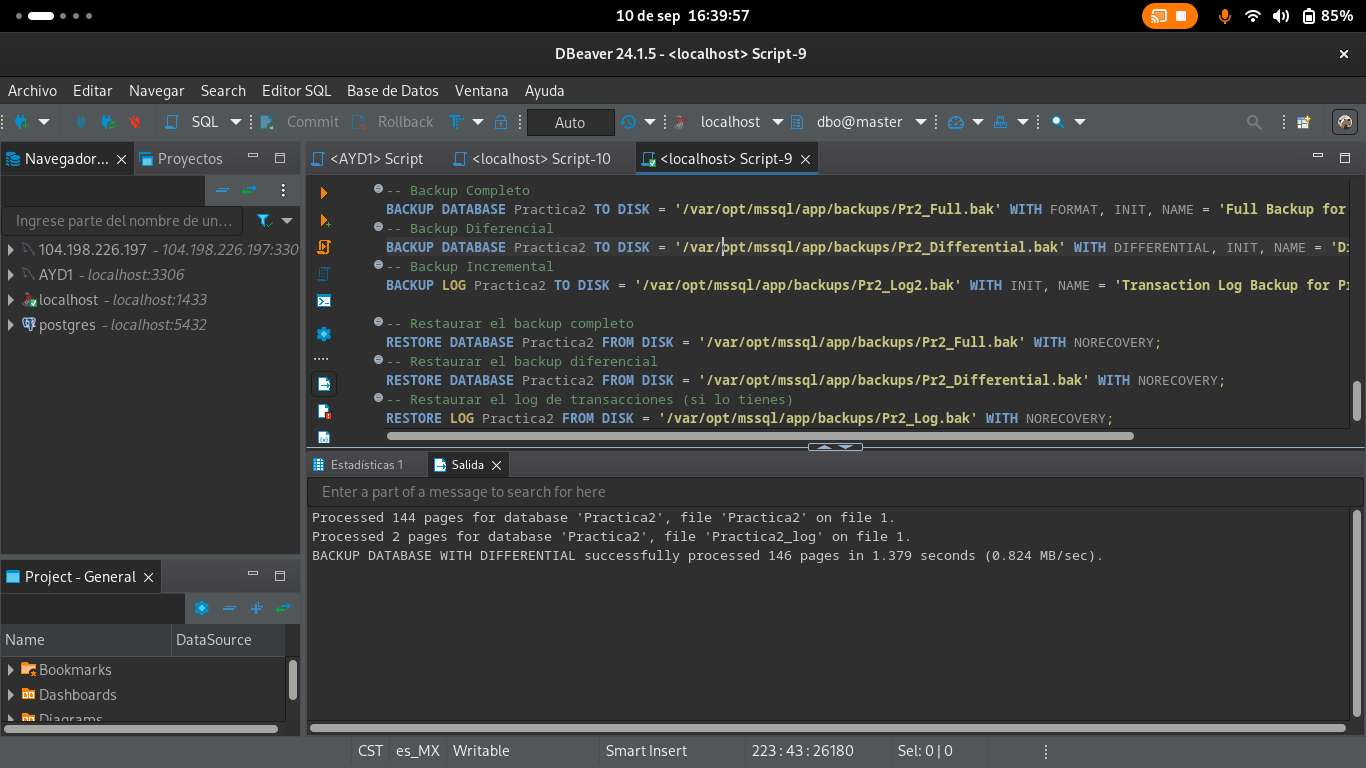 10 de sep 16:39:57
85%
DBeaver 24.1.5 - <localhost> Script-9
Archivo Editar Navegar Search Editor SQL Base de Datos Ventana Ayuda
SQL Commit Rollback Auto localhost dbo@master
Navegador... Proyectos
Ingrese parte del nombre de un...
104.198.226.197 - 104.198.226.197:330
AYD1 - localhost:3306
localhost - localhost:1433
postgres - localhost:5432
Project - General
Name DataSource
Bookmarks
Dashboards
Diagrams
<AYD1> Script <localhost> Script-10 <localhost> Script-9
-- Backup Completo
BACKUP DATABASE Practica2 TO DISK = '/var/opt/mssql/app/backups/Pr2_Full.bak' WITH FORMAT, INIT, NAME = 'Full Backup for
-- Backup Diferencial
BACKUP DATABASE Practica2 TO DISK = '/var/opt/mssql/app/backups/Pr2_Differential.bak' WITH DIFFERENTIAL, INIT, NAME = 'Di
-- Backup Incremental
BACKUP LOG Practica2 TO DISK = '/var/opt/mssql/app/backups/Pr2_Log2.bak' WITH INIT, NAME = 'Transaction Log Backup for Pr
-- Restaurar el backup completo
RESTORE DATABASE Practica2 FROM DISK = '/var/opt/mssql/app/backups/Pr2_Full.bak' WITH NORECOVERY;
-- Restaurar el backup diferencial
RESTORE DATABASE Practica2 FROM DISK = '/var/opt/mssql/app/backups/Pr2_Differential.bak' WITH NORECOVERY;
-- Restaurar el log de transacciones (si lo tienes)
RESTORE LOG Practica2 FROM DISK = '/var/opt/mssql/app/backups/Pr2_Log.bak' WITH NORECOVERY;
Estadísticas 1 Salida
Enter a part of a message to search for here
Processed 144 pages for database 'Practica2', file 'Practica2' on file 1.
Processed 2 pages for database 'Practica2', file 'Practica2_log' on file 1.
BACKUP DATABASE WITH DIFFERENTIAL successfully processed 146 pages in 1.379 seconds (0.824 MB/sec).
CST es_MX Writable Smart Insert 223 : 43 : 26180 Sel: 0 | 0